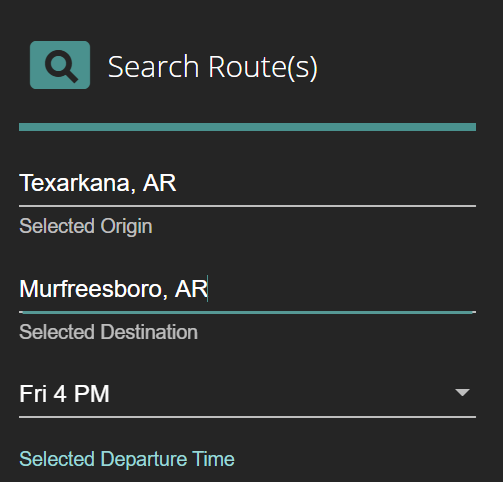 Search Route(s)
Texarkana, AR
Selected Origin
Murfreesboro, AR
Selected Destination
Fri 4 PM
Selected Departure Time